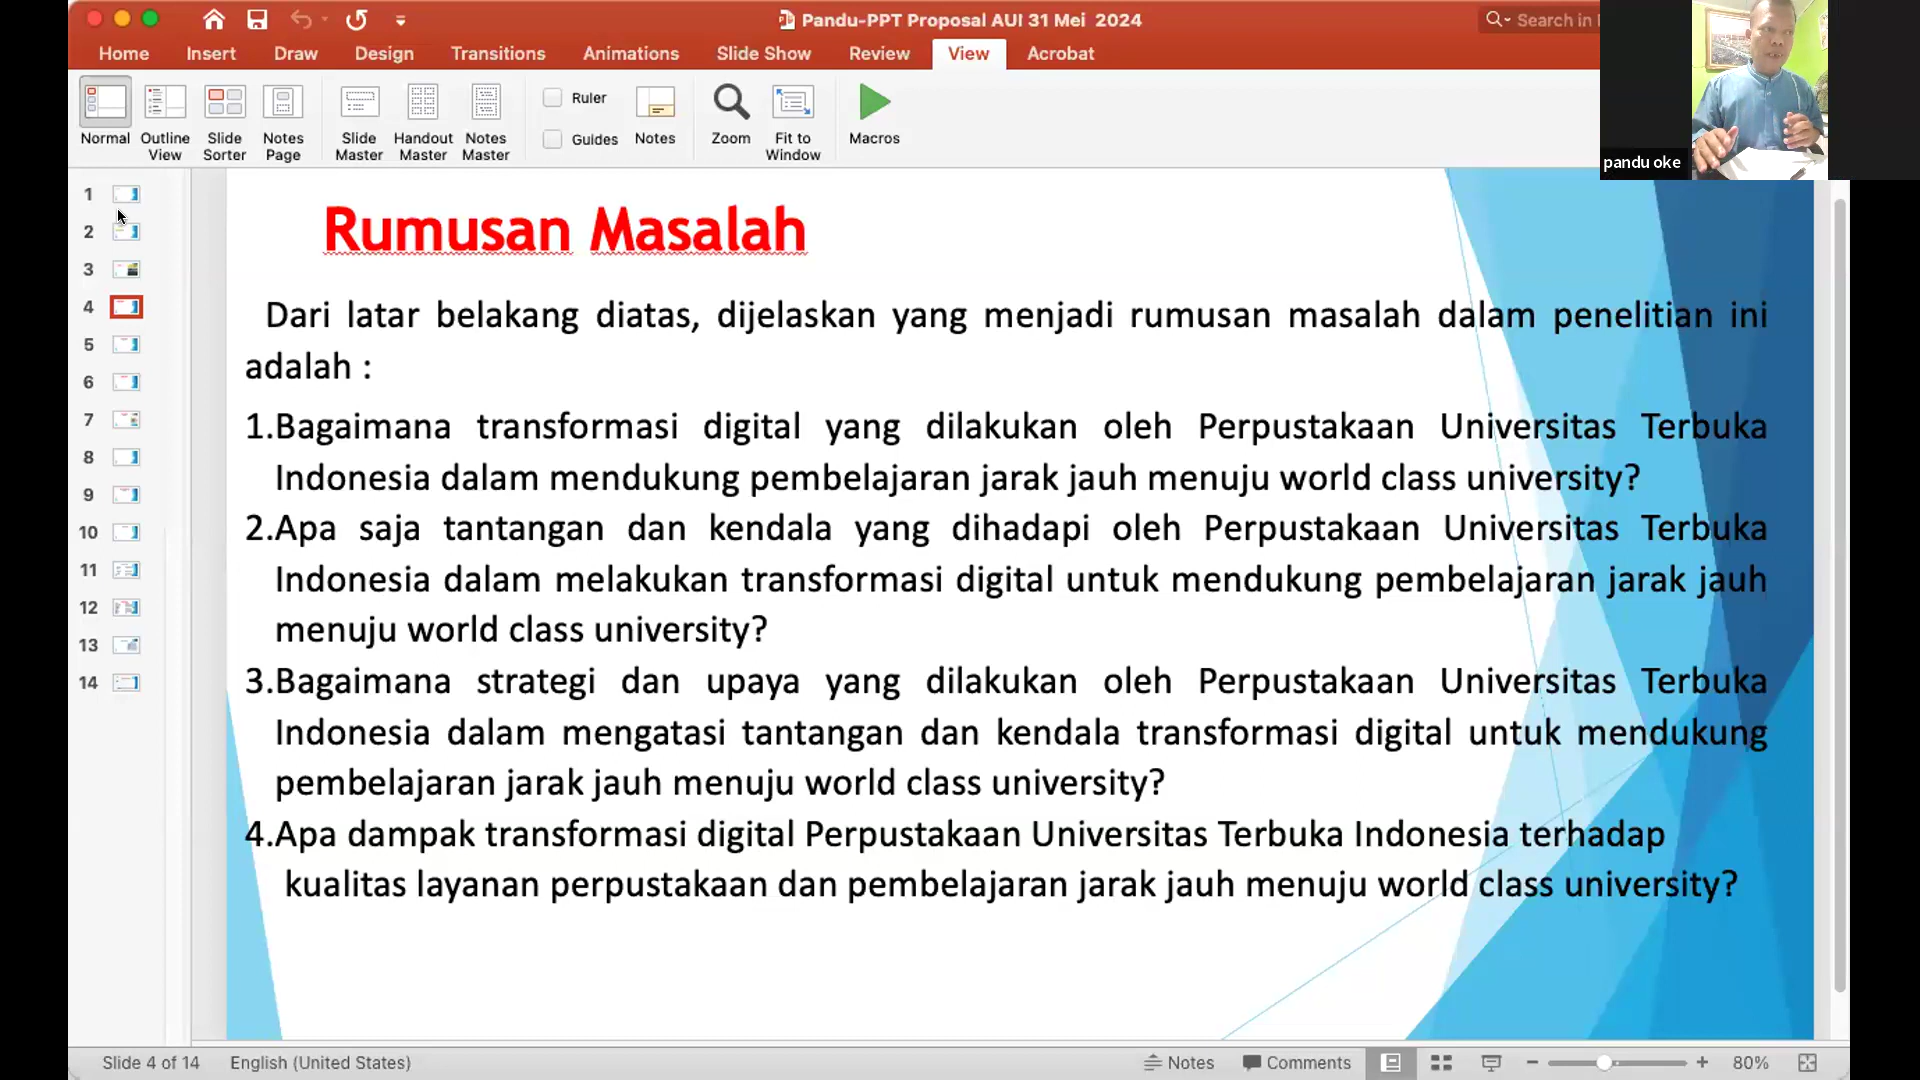 Pandu-PPT Proposal AUI 31 Mei 2024
Search in
Home Insert Draw Design Transitions Animations Slide Show Review View Acrobat
Normal
Outline View
Slide Sorter
Notes Page
Slide Master
Handout Master
Notes Master
Ruler
Guides
Notes
Zoom
Fit to Window
Macros
pandu oke
1
2
3
4
5
6
7
8
9
10
11
12
13
14
Rumusan Masalah
Dari latar belakang diatas, dijelaskan yang menjadi rumusan masalah dalam penelitian ini
adalah :
1.Bagaimana transformasi digital yang dilakukan oleh Perpustakaan Universitas Terbuka
Indonesia dalam mendukung pembelajaran jarak jauh menuju world class university?
2.Apa saja tantangan dan kendala yang dihadapi oleh Perpustakaan Universitas Terbuka
Indonesia dalam melakukan transformasi digital untuk mendukung pembelajaran jarak jauh
menuju world class university?
3.Bagaimana strategi dan upaya yang dilakukan oleh Perpustakaan Universitas Terbuka
Indonesia dalam mengatasi tantangan dan kendala transformasi digital untuk mendukung
pembelajaran jarak jauh menuju world class university?
4.Apa dampak transformasi digital Perpustakaan Universitas Terbuka Indonesia terhadap
kualitas layanan perpustakaan dan pembelajaran jarak jauh menuju world class university?
Slide 4 of 14 English (United States) Notes Comments 80%